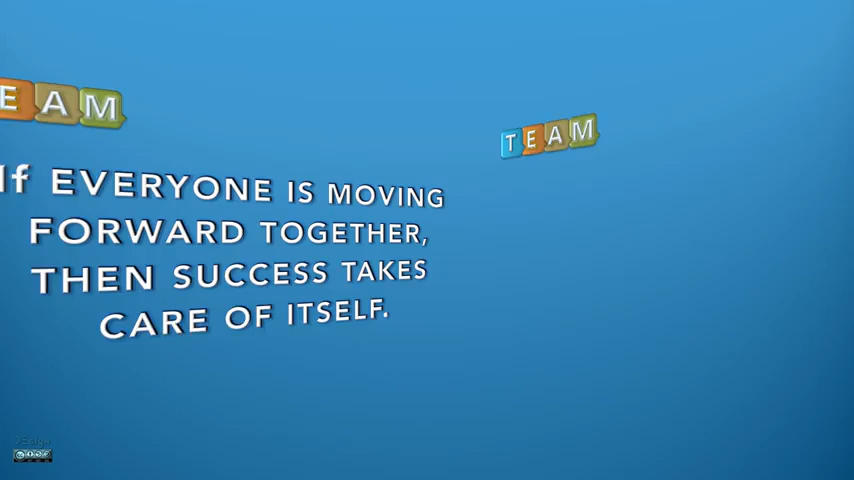 EAM
TEAM
If EVERYONE IS MOVING
FORWARD TOGETHER,
THEN SUCCESS TAKES
CARE OF ITSELF.